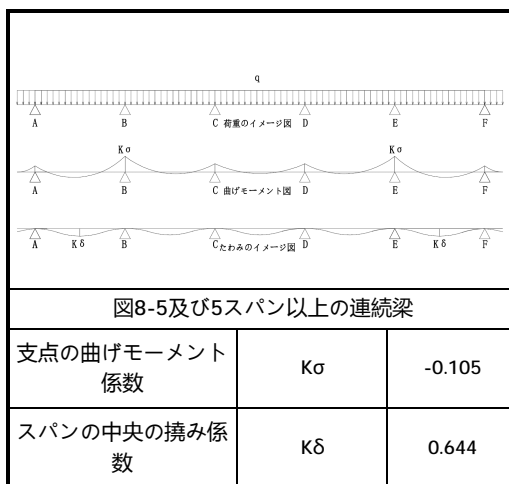 q
A B C 荷重のイメージ図 D E F
Kσ Kσ
A B C 曲げモーメント図 D E F
A Kδ B Cたわみのイメージ図 D E Kδ F
図8-5及び5スパン以上の連続梁
支点の曲げモーメント係数 Kσ -0.105
スパンの中央の撓み係数 Kδ 0.644